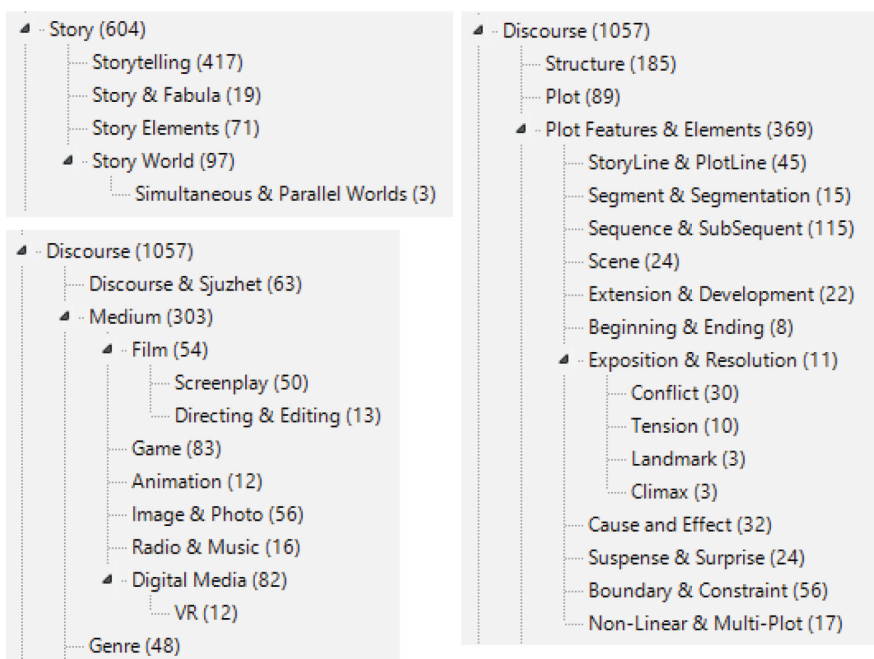 Story (604)
Storytelling (417)
Story & Fabula (19)
Story Elements (71)
Story World (97)
Simultaneous & Parallel Worlds (3)
Discourse (1057)
Discourse & Sjuzhet (63)
Medium (303)
Film (54)
Screenplay (50)
Directing & Editing (13)
Game (83)
Animation (12)
Image & Photo (56)
Radio & Music (16)
Digital Media (82)
VR (12)
Genre (48)
Discourse (1057)
Structure (185)
Plot (89)
Plot Features & Elements (369)
StoryLine & PlotLine (45)
Segment & Segmentation (15)
Sequence & SubSequent (115)
Scene (24)
Extension & Development (22)
Beginning & Ending (8)
Exposition & Resolution (11)
Conflict (30)
Tension (10)
Landmark (3)
Climax (3)
Cause and Effect (32)
Suspense & Surprise (24)
Boundary & Constraint (56)
Non-Linear & Multi-Plot (17)